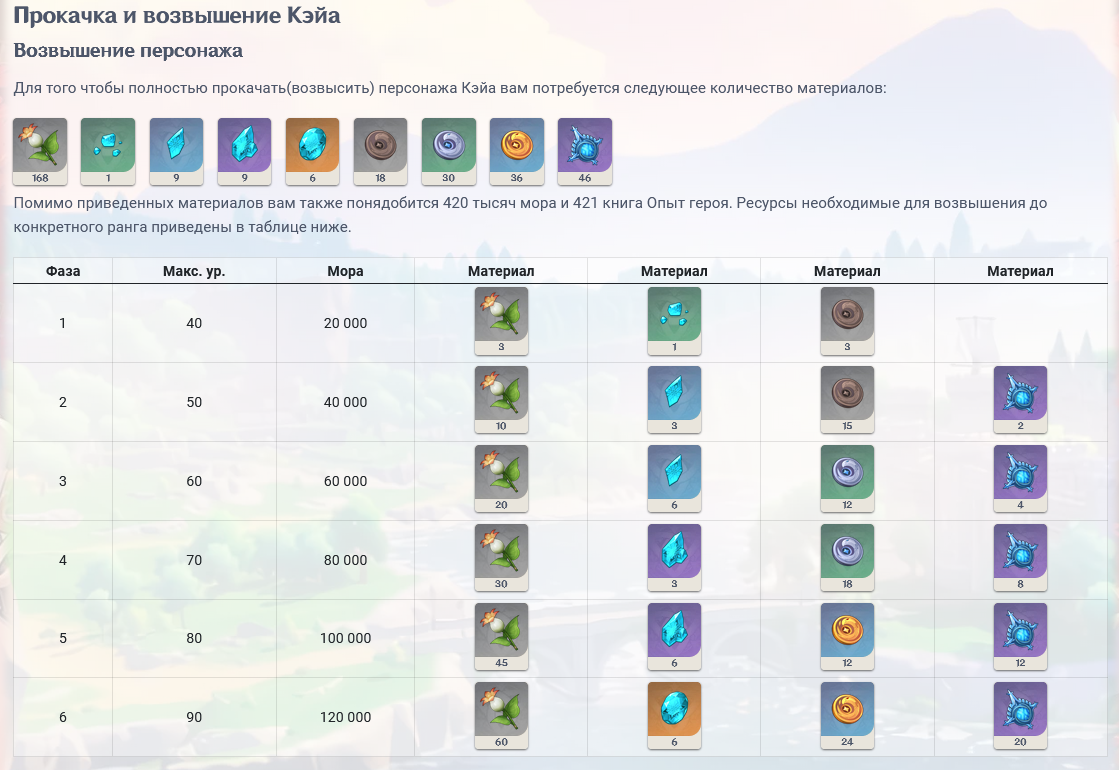 Прокачка и возвышение Кэйа
Возвышение персонажа
Для того чтобы полностью прокачать(возвысить) персонажа Кэйа вам потребуется следующее количество материалов:
168 1 9 9 6 18 30 36 46
Помимо приведенных материалов вам также понядобится 420 тысяч мора и 421 книга Опыт героя. Ресурсы необходимые для возвышения до
конкретного ранга приведены в таблице ниже.
Фаза Макс. ур. Мора Материал Материал Материал Материал
1 40 20 000 3 1 3
2 50 40 000 10 3 15 2
3 60 60 000 20 6 12 4
4 70 80 000 30 3 18 8
5 80 100 000 45 6 12 12
6 90 120 000 60 6 24 20